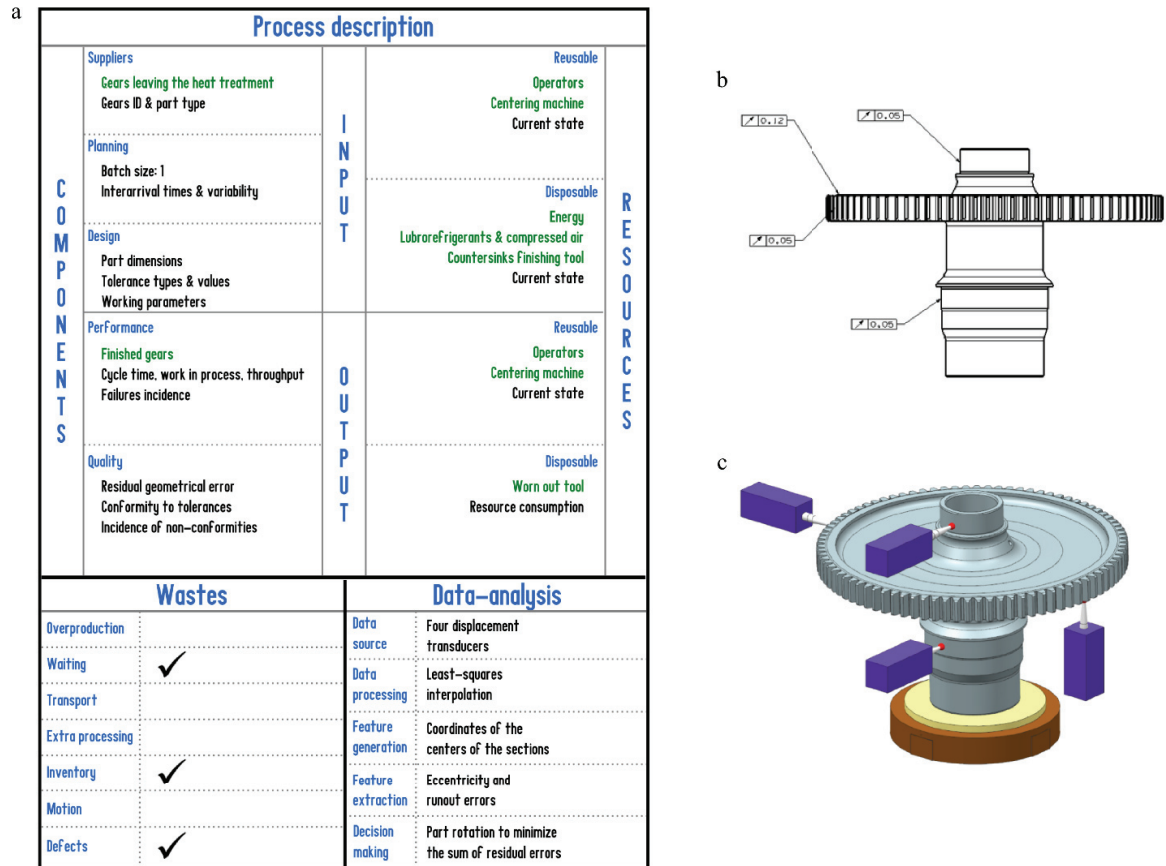 a
Process description
COMPONENTS
Suppliers
Gears leaving the heat treatment
Gears ID & part type
Planning
Batch size: 1
Interarrival times & variability
Design
Part dimensions
Tolerance types & values
Working parameters
INPUT
Reusable
Operators
Centering machine
Current state
Disposable
Energy
Lubrorefrigerants & compressed air
Countersinks Finishing tool
Current state
RESOURCES
Performance
Finished gears
Cycle time, work in process, throughput
Failures incidence
Quality
Residual geometrical error
Conformity to tolerances
Incidence of non-conformities
OUTPUT
Reusable
Operators
Centering machine
Current state
Disposable
Worn out tool
Resource consumption
Wastes
Overproduction
Waiting ✓
Transport
Extra processing
Inventory ✓
Motion
Defects ✓
Data-analysis
Data
source
Four displacement
transducers
Data
processing
Least-squares
interpolation
Feature
generation
Coordinates of the
centers of the sections
Feature
extraction
Eccentricity and
runout errors
Decision
making
Part rotation to minimize
the sum of residual errors
b
0.05
0.12
0.05
0.05
c